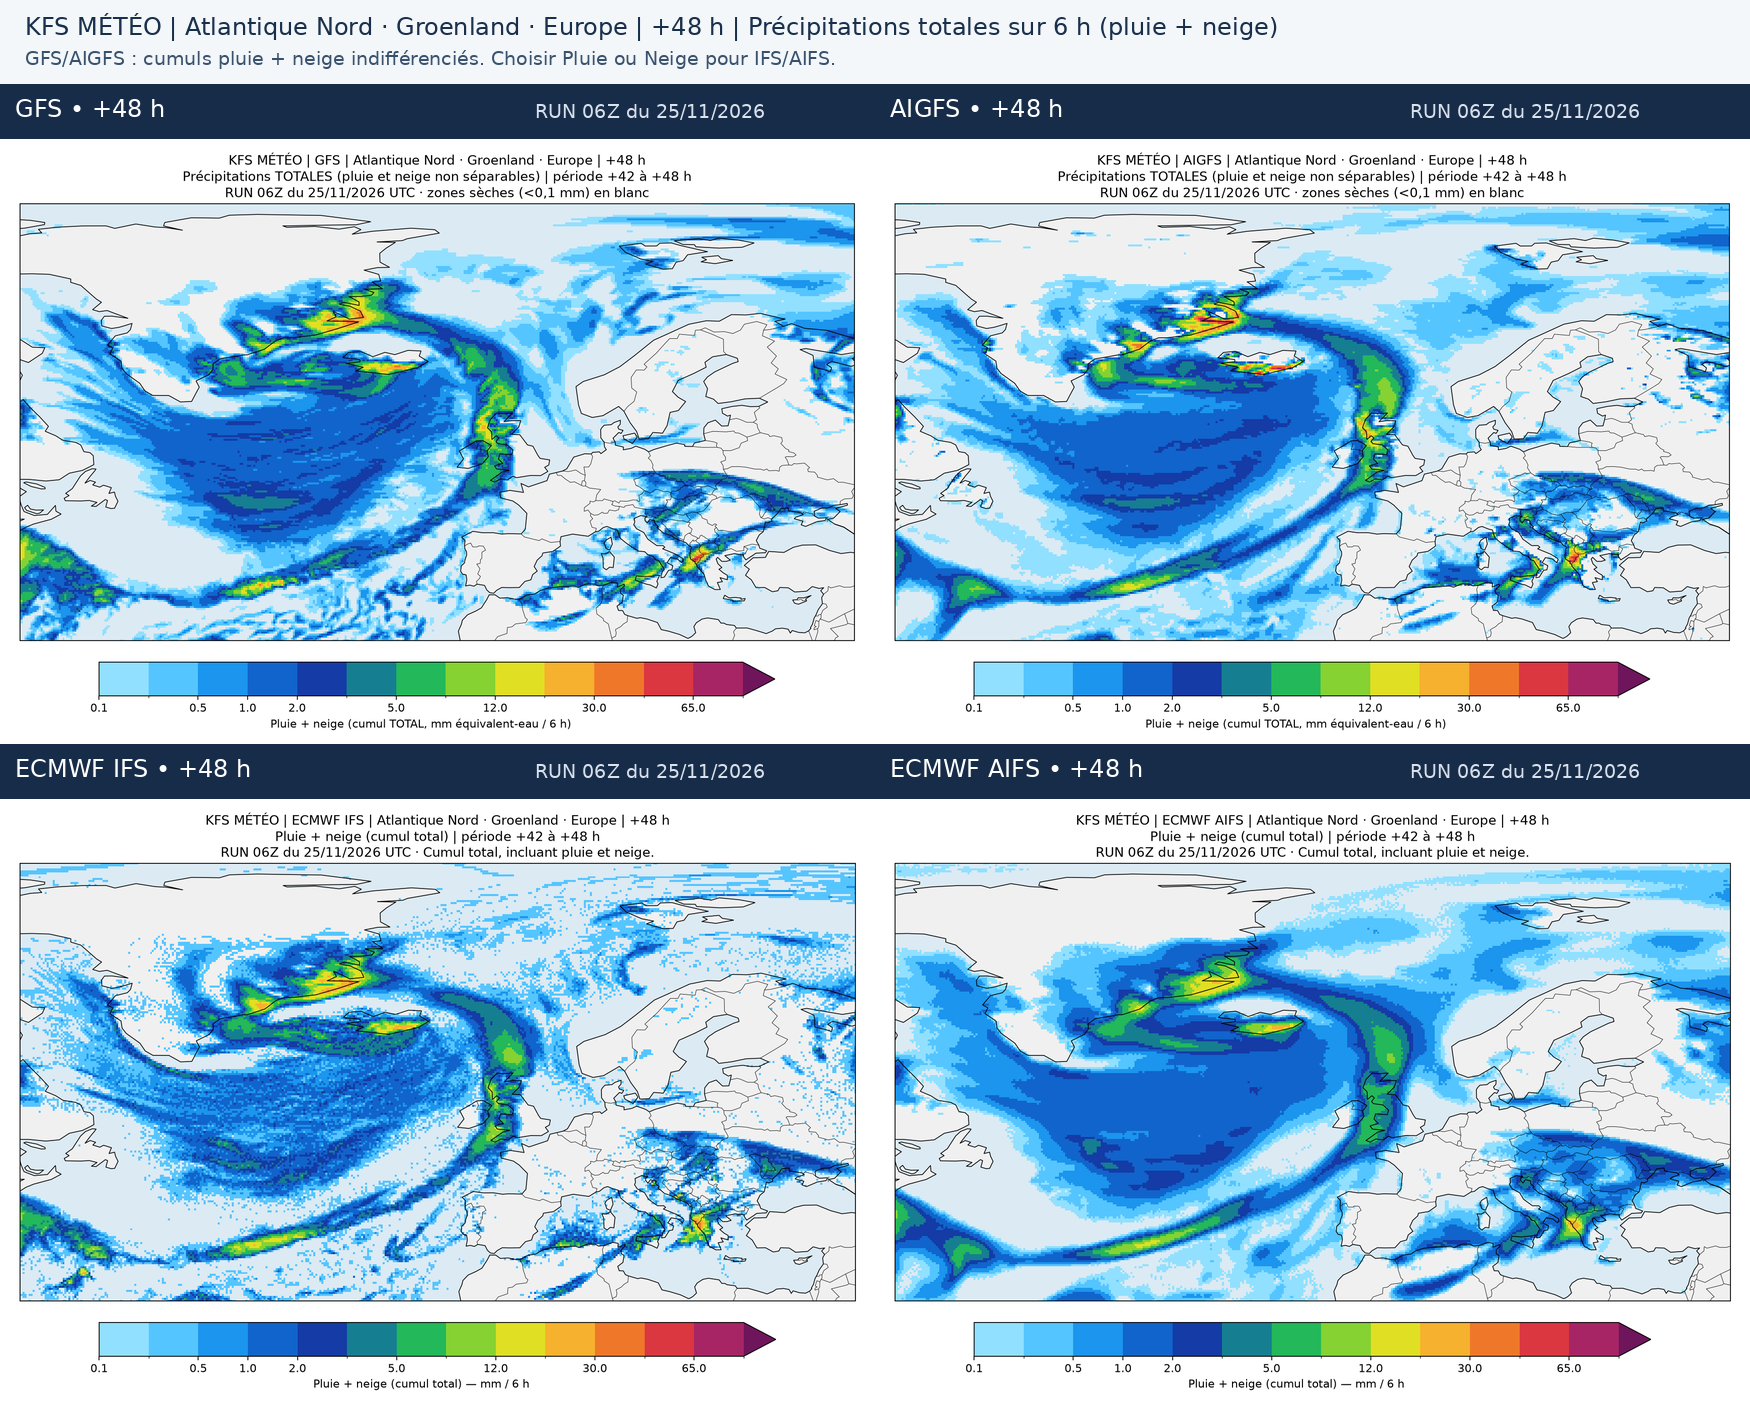 KFS MÉTÉO | Atlantique Nord · Groenland · Europe | +48 h | Précipitations totales sur 6 h (pluie + neige)
GFS/AIGFS : cumuls pluie + neige indifférenciés. Choisir Pluie ou Neige pour IFS/AIFS.
GFS • +48 h RUN 06Z du 25/11/2026
KFS MÉTÉO | GFS | Atlantique Nord · Groenland · Europe | +48 h
Précipitations TOTALES (pluie et neige non séparables) | période +42 à +48 h
RUN 06Z du 25/11/2026 UTC · zones sèches (<0,1 mm) en blanc
0.1 0.5 1.0 2.0 5.0 12.0 30.0 65.0
Pluie + neige (cumul TOTAL, mm équivalent-eau / 6 h)
AIGFS • +48 h RUN 06Z du 25/11/2026
KFS MÉTÉO | AIGFS | Atlantique Nord · Groenland · Europe | +48 h
Précipitations TOTALES (pluie et neige non séparables) | période +42 à +48 h
RUN 06Z du 25/11/2026 UTC · zones sèches (<0,1 mm) en blanc
0.1 0.5 1.0 2.0 5.0 12.0 30.0 65.0
Pluie + neige (cumul TOTAL, mm équivalent-eau / 6 h)
ECMWF IFS • +48 h RUN 06Z du 25/11/2026
KFS MÉTÉO | ECMWF IFS | Atlantique Nord · Groenland · Europe | +48 h
Pluie + neige (cumul total) | période +42 à +48 h
RUN 06Z du 25/11/2026 UTC · Cumul total, incluant pluie et neige.
0.1 0.5 1.0 2.0 5.0 12.0 30.0 65.0
Pluie + neige (cumul total) — mm / 6 h
ECMWF AIFS • +48 h RUN 06Z du 25/11/2026
KFS MÉTÉO | ECMWF AIFS | Atlantique Nord · Groenland · Europe | +48 h
Pluie + neige (cumul total) | période +42 à +48 h
RUN 06Z du 25/11/2026 UTC · Cumul total, incluant pluie et neige.
0.1 0.5 1.0 2.0 5.0 12.0 30.0 65.0
Pluie + neige (cumul total) — mm / 6 h